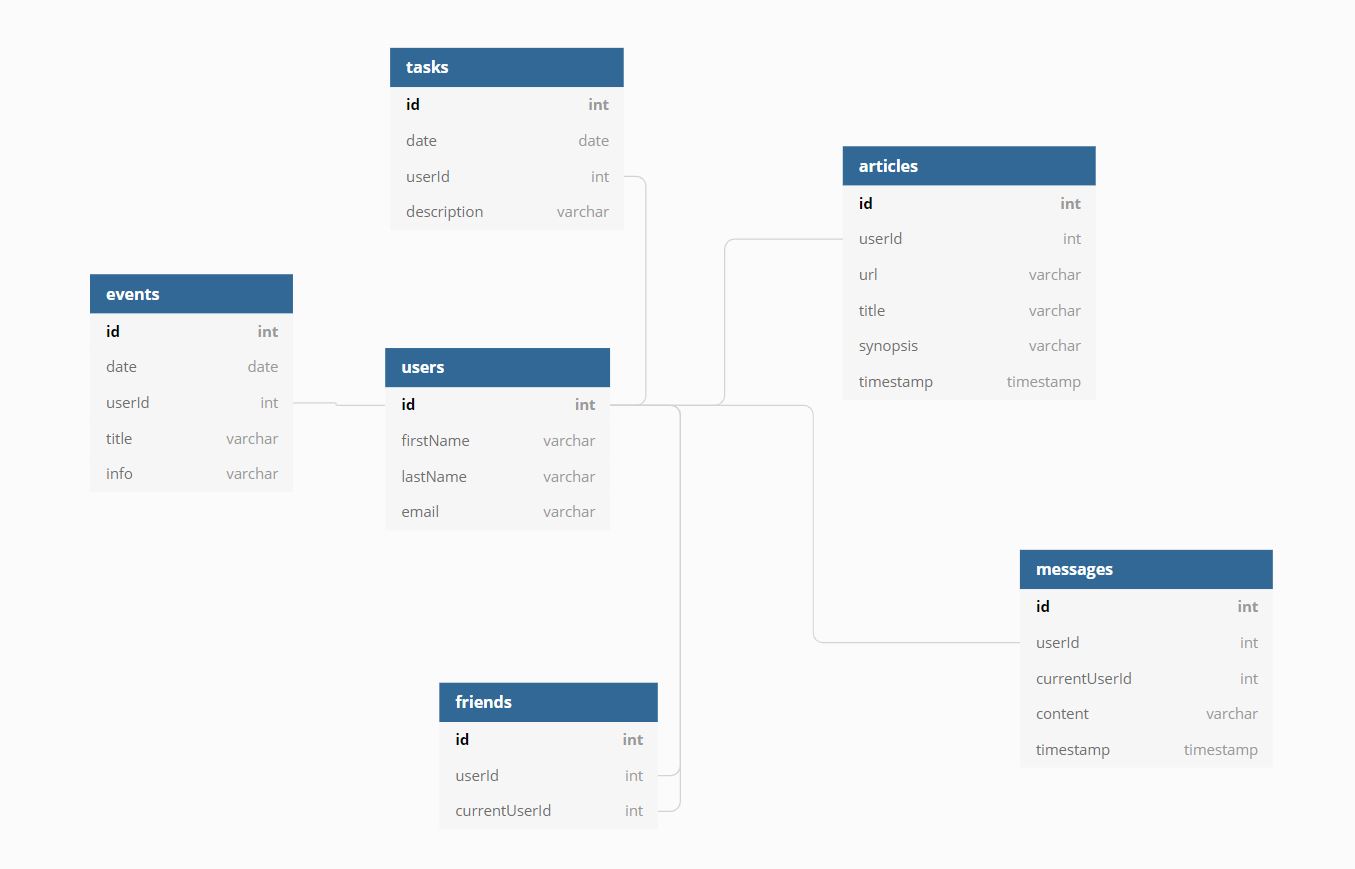 tasks
id int
date date
userId int
description varchar
articles
id int
userId int
url varchar
title varchar
synopsis varchar
timestamp timestamp
events
id int
date date
userId int
title varchar
info varchar
users
id int
firstName varchar
lastName varchar
email varchar
messages
id int
userId int
currentUserId int
content varchar
timestamp timestamp
friends
id int
userId int
currentUserId int